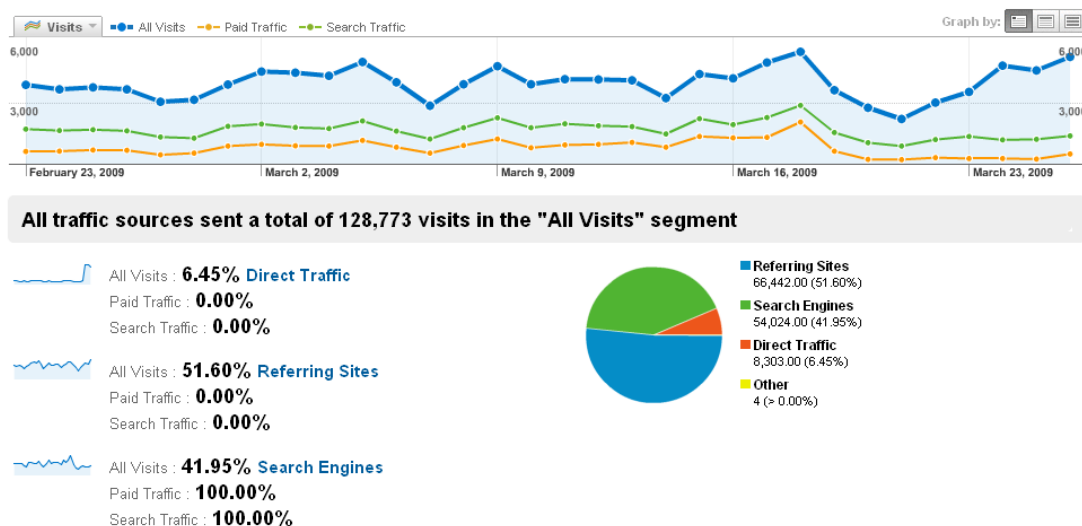 Visits All Visits Paid Traffic Search Traffic Graph by:
6,000 6,000
3,000 3,000
February 23, 2009 March 2, 2009 March 9, 2009 March 16, 2009 March 23, 2009
All traffic sources sent a total of 128,773 visits in the "All Visits" segment
All Visits : 6.45% Direct Traffic
Paid Traffic : 0.00%
Search Traffic : 0.00%
All Visits : 51.60% Referring Sites
Paid Traffic : 0.00%
Search Traffic : 0.00%
All Visits : 41.95% Search Engines
Paid Traffic : 100.00%
Search Traffic : 100.00%
Referring Sites
66,442.00 (51.60%)
Search Engines
54,024.00 (41.95%)
Direct Traffic
8,303.00 (6.45%)
Other
4 (> 0.00%)